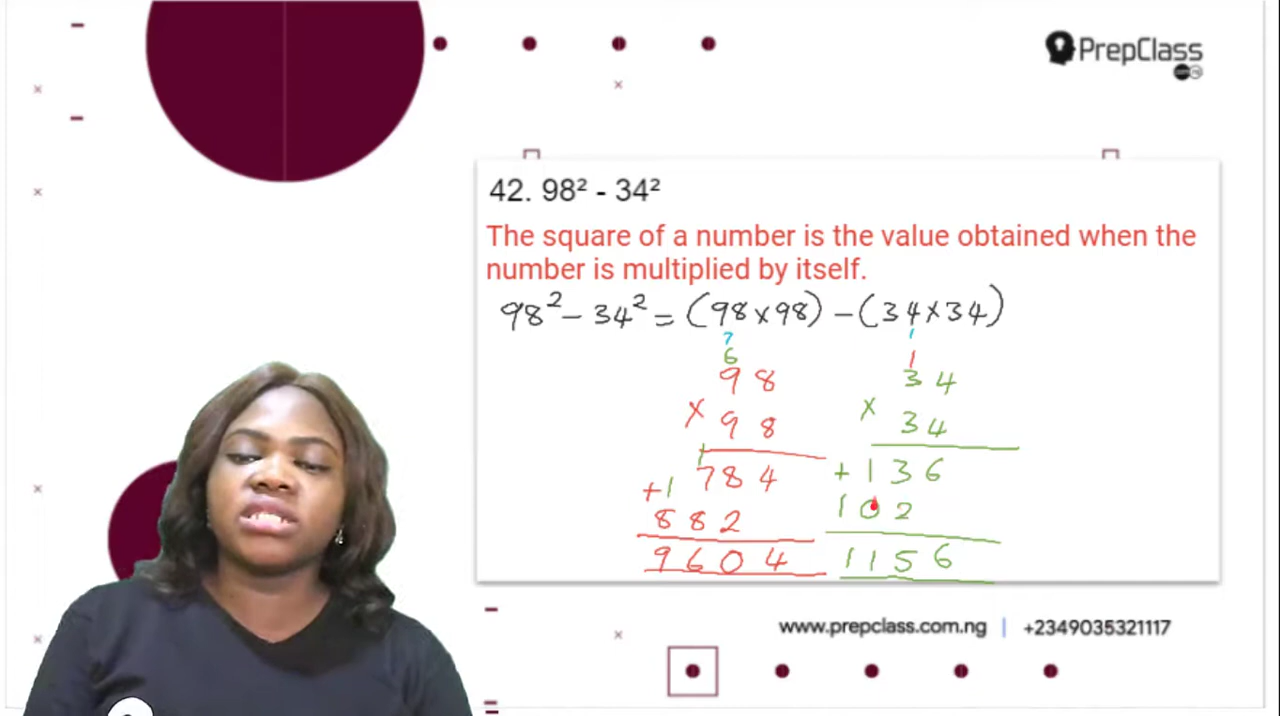 PrepClass
42. 98² - 34²
The square of a number is the value obtained when the
number is multiplied by itself.
98² - 34² = (98 x 98) - (34 x 34)
7
6
98
x 98
1
784
+1
882
9604
1
1
34
x 34
+ 136
102
1156
www.prepclass.com.ng | +2349035321117